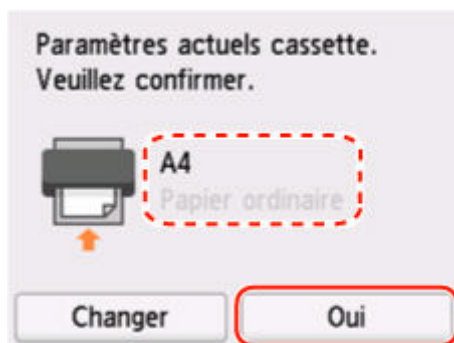 Paramètres actuels cassette.
Veuillez confirmer.
A4
Papier ordinaire
Changer
Oui